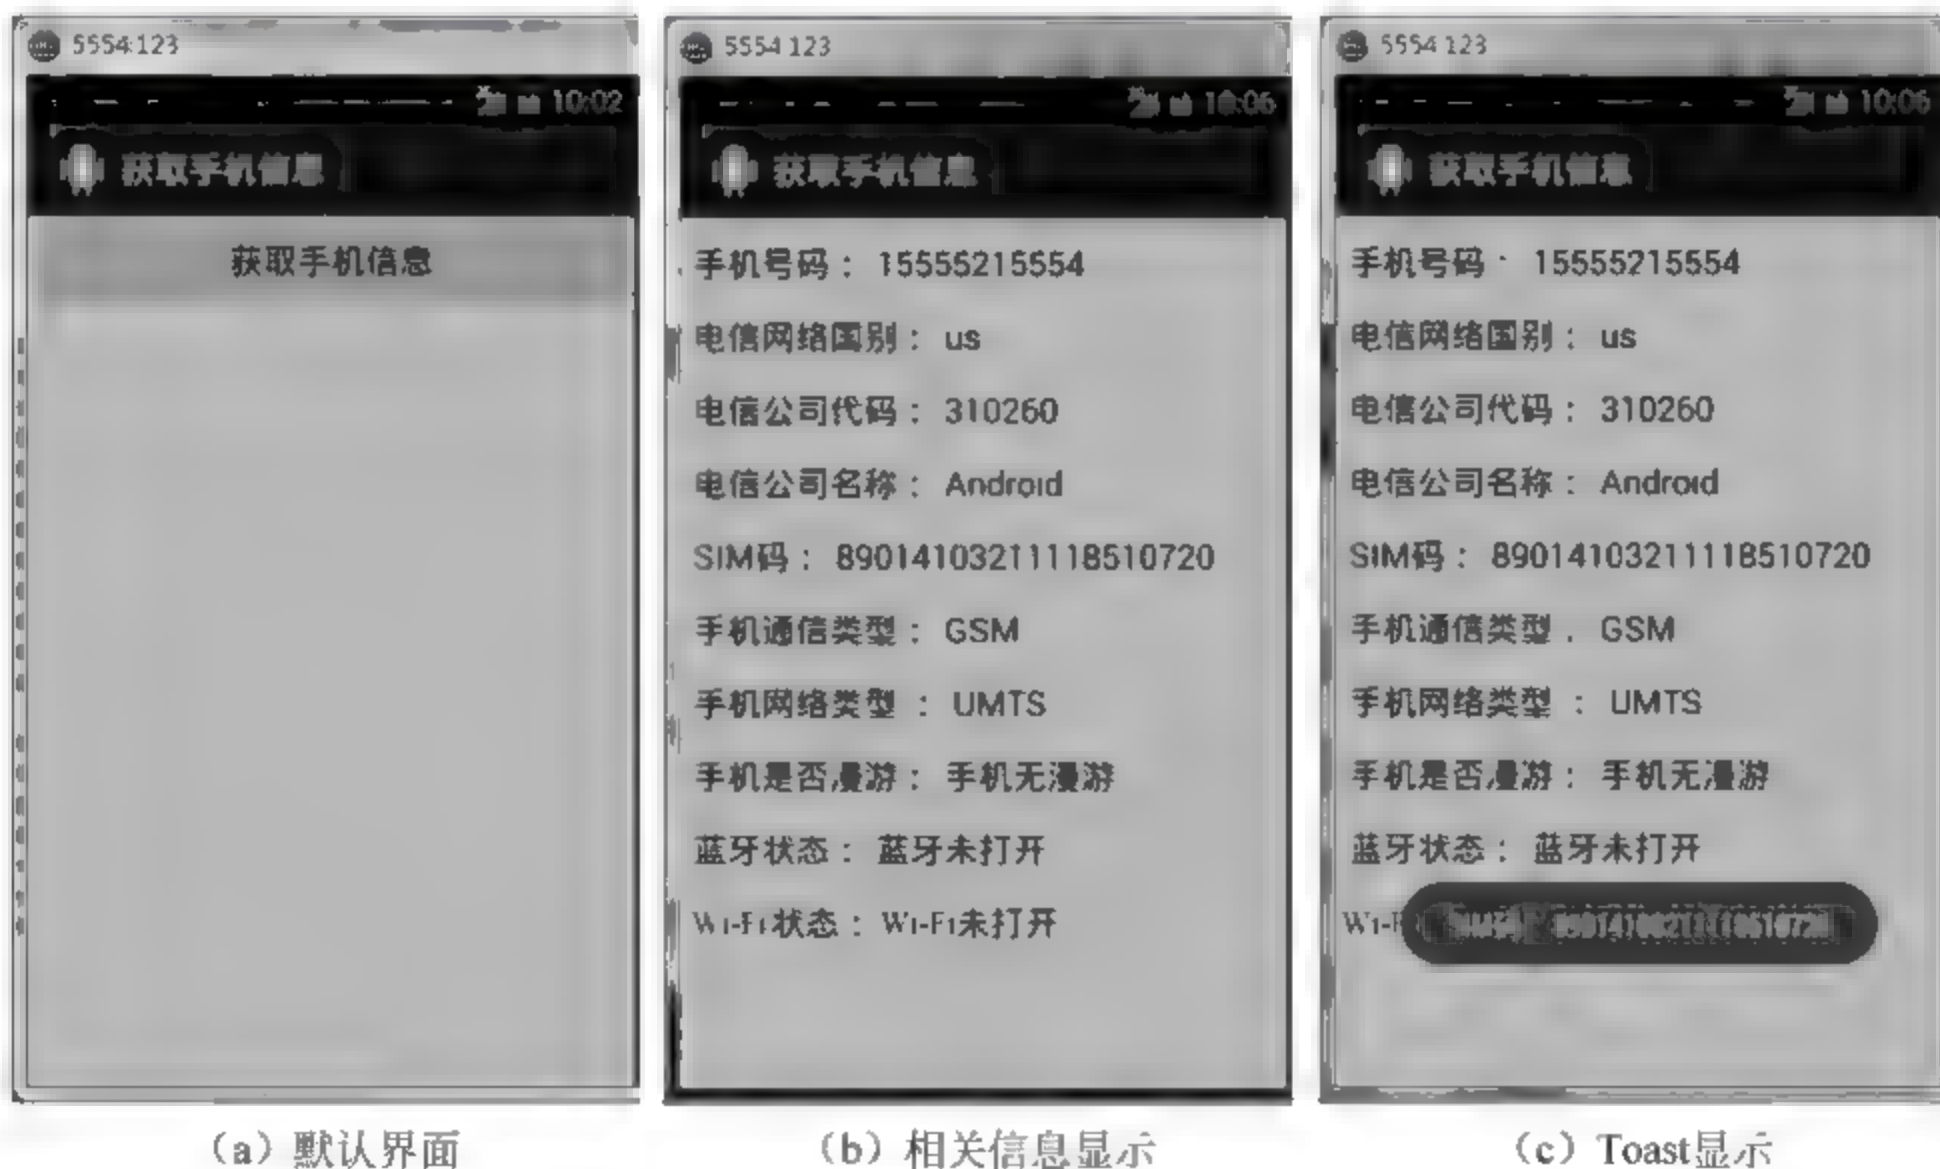 5554:123
10:02
获取手机信息
获取手机信息
(a) 默认界面
5554:123
10:06
获取手机信息
手机号码： 15555215554
电信网络国别： us
电信公司代码： 310260
电信公司名称： Android
SIM码： 89014103211118510720
手机通信类型： GSM
手机网络类型 ： UMTS
手机是否漫游： 手机无漫游
蓝牙状态： 蓝牙未打开
Wi-Fi状态： Wi-Fi未打开
(b) 相关信息显示
5554:123
10:06
获取手机信息
手机号码： 15555215554
电信网络国别： us
电信公司代码： 310260
电信公司名称： Android
SIM码： 89014103211118510720
手机通信类型： GSM
手机网络类型 ： UMTS
手机是否漫游： 手机无漫游
蓝牙状态： 蓝牙未打开
Wi-F
SIM码： 89014103211118510720
(c) Toast显示